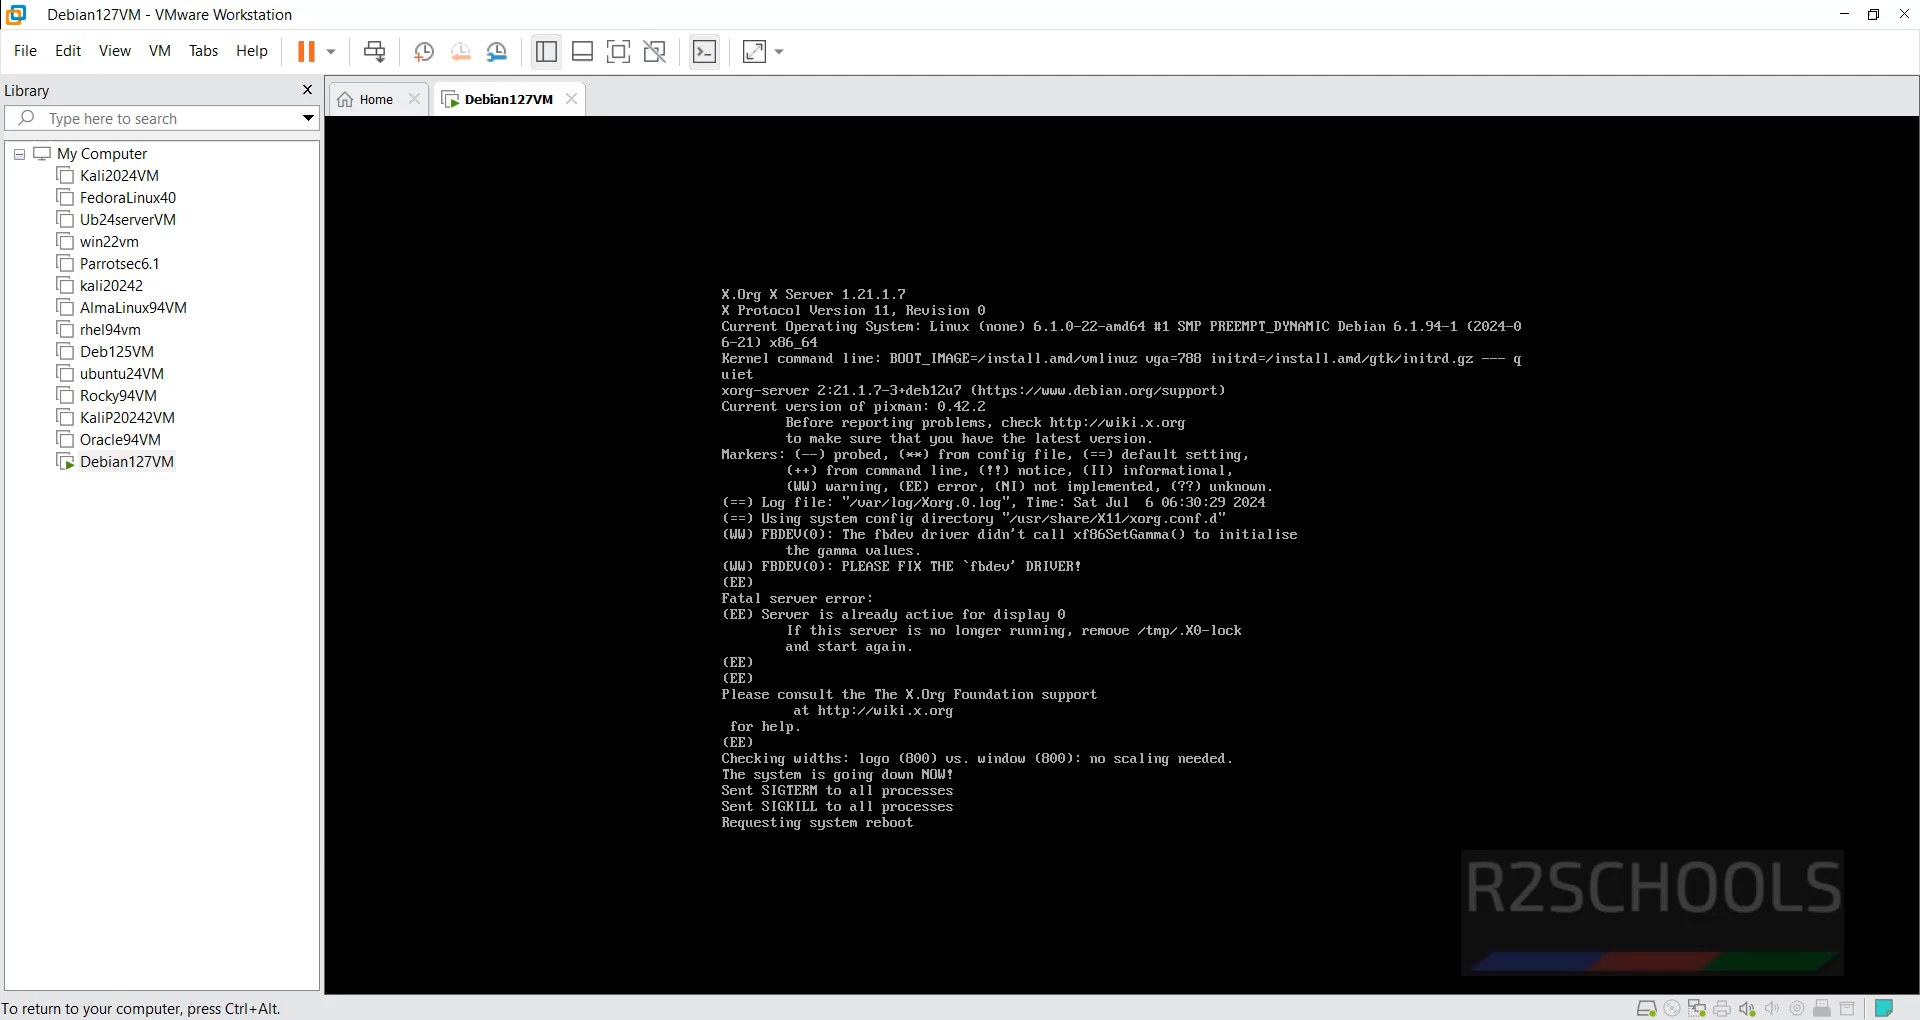 Debian127VM - VMware Workstation
File Edit View VM Tabs Help
Library
Type here to search
My Computer
Kali2024VM
FedoraLinux40
Ub24serverVM
win22vm
Parrotsec6.1
kali20242
AlmaLinux94VM
rhel94vm
Deb125VM
ubuntu24VM
Rocky94VM
KaliP20242VM
Oracle94VM
Debian127VM
Home
Debian127VM
X.Org X Server 1.21.1.7
X Protocol Version 11, Revision 0
Current Operating System: Linux (none) 6.1.0-22-amd64 #1 SMP PREEMPT_DYNAMIC Debian 6.1.94-1 (2024-0
6-21) x86_64
Kernel command line: BOOT_IMAGE=/install.amd/vmlinuz vga=788 initrd=/install.amd/gtk/initrd.gz --- q
uiet
xorg-server 2:21.1.7-3+deb12u7 (https://www.debian.org/support)
Current version of pixman: 0.42.2
Before reporting problems, check http://wiki.x.org
to make sure that you have the latest version.
Markers: (--) probed, (**) from config file, (==) default setting,
(++) from command line, (!!) notice, (II) informational,
(WW) warning, (EE) error, (NI) not implemented, (??) unknown.
(==) Log file: "/var/log/Xorg.0.log", Time: Sat Jul  6 06:30:29 2024
(==) Using system config directory "/usr/share/X11/xorg.conf.d"
(WW) FBDEV(0): The fbdev driver didn't call xf86SetGamma() to initialise
the gamma values.
(WW) FBDEV(0): PLEASE FIX THE `fbdev' DRIVER!
(EE)
Fatal server error:
(EE) Server is already active for display 0
If this server is no longer running, remove /tmp/.X0-lock
and start again.
(EE)
(EE)
Please consult the The X.Org Foundation support
at http://wiki.x.org
for help.
(EE)
Checking widths: logo (800) vs. window (800): no scaling needed.
The system is going down NOW!
Sent SIGTERM to all processes
Sent SIGKILL to all processes
Requesting system reboot
R2SCHOOLS
To return to your computer, press Ctrl+Alt.